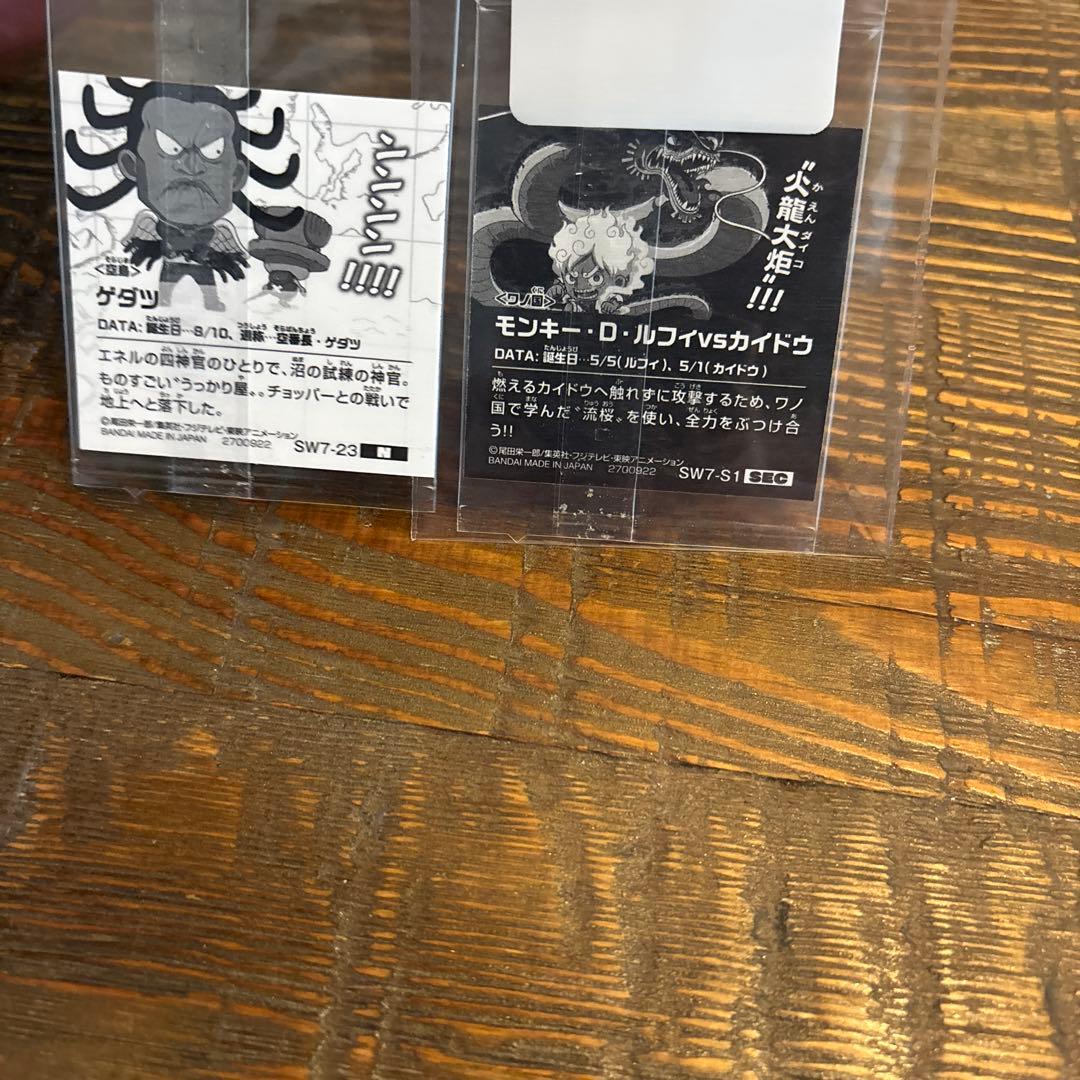 ふふふふ!!!!
<空島>
ゲダツ
DATA: 誕生日…8/10、通称…空番長・ゲダツ
エネルの四神官のひとりで、沼の試練の神官。
ものすごい〝うっかり屋〟。チョッパーとの戦いで
地上へと落下した。
©尾田栄一郎/集英社・フジテレビ・東映アニメーション
BANDAI MADE IN JAPAN 2700922
SW7-23 N
〝火龍大炬〟!!!
<ワノ国>
モンキー・D・ルフィvsカイドウ
DATA: 誕生日…5/5(ルフィ)、5/1(カイドウ)
燃えるカイドウへ触れずに攻撃するため、ワノ
国で学んだ〝流桜〟を使い、全力をぶつけ合
う!!
©尾田栄一郎/集英社・フジテレビ・東映アニメーション
BANDAI MADE IN JAPAN 2700922
SW7-S1 SEC